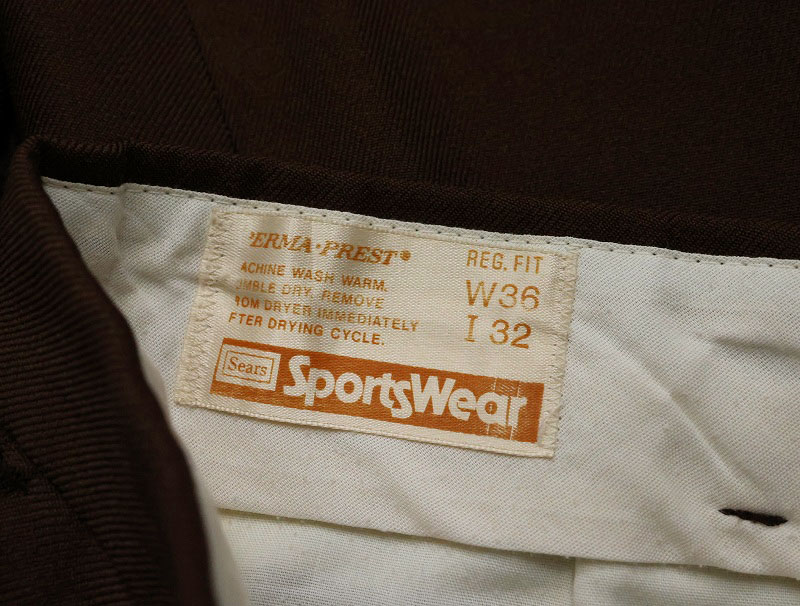 'ERMA·PREST®
ACHINE WASH WARM.
UMBLE DRY. REMOVE
ROM DRYER IMMEDIATELY
FTER DRYING CYCLE.
REG. FIT
W36
I 32
Sears
SportsWear